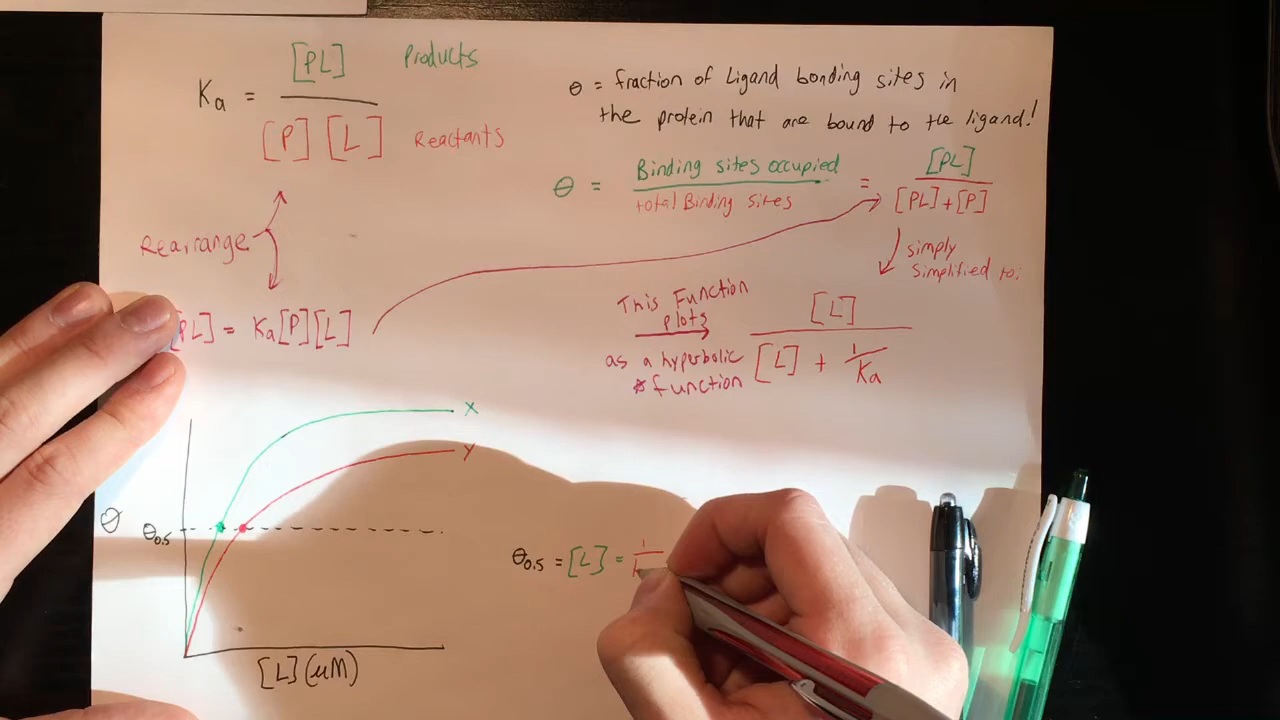 Ka = [PL] Products
[P] [L] Reactants
Rearrange
[PL] = Ka[P][L]
θ = fraction of Ligand bonding sites in
the protein that are bound to the ligand!
θ = Binding sites occupied = [PL]
total Binding Sites [PL]+[P]
simply
simplified to:
This Function
plots
as a hyperbolic
function
[L]
[L] + 1
Ka
X
Y
θ
θ0.5
[L](uM)
θ0.5 = [L] = 1